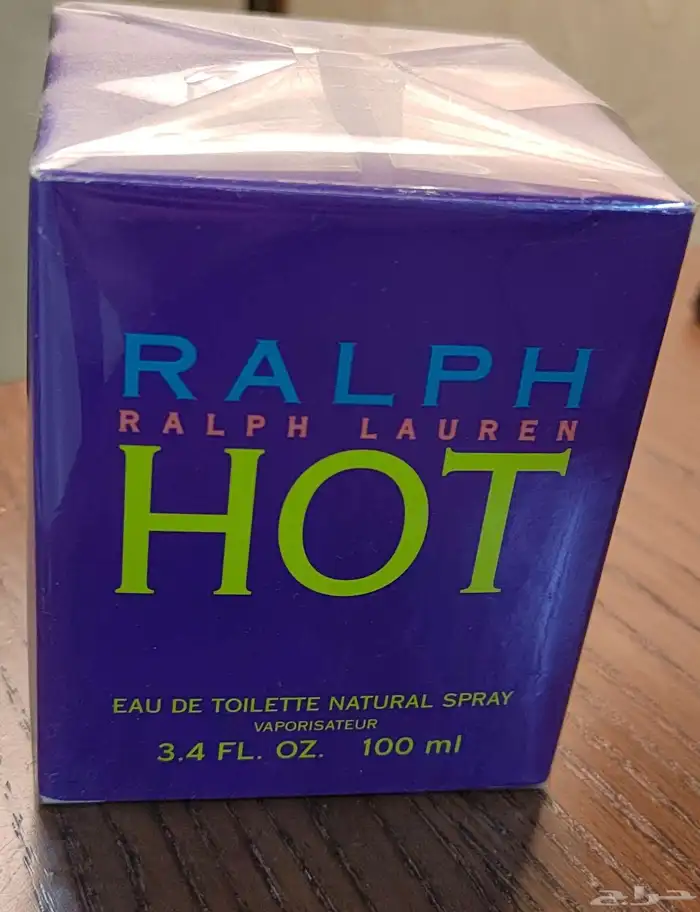 RALPH
RALPH LAUREN
HOT
EAU DE TOILETTE NATURAL SPRAY
VAPORISATEUR
3.4 FL. OZ. 100 ml
حراج